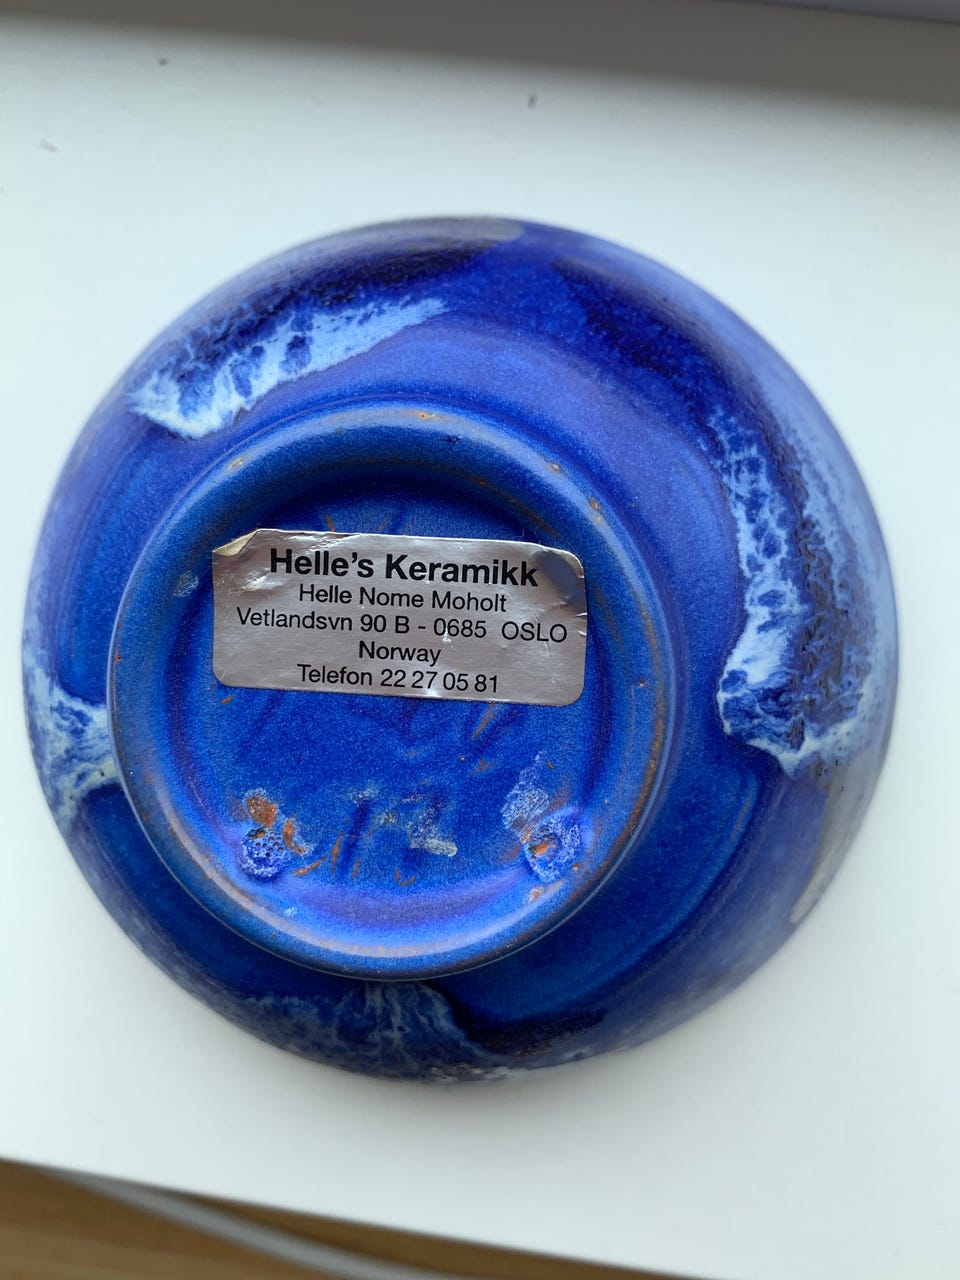 Helle's Keramikk
Helle Nome Moholt
Vetlandsvn 90 B - 0685 OSLO
Norway
Telefon 22 27 05 81